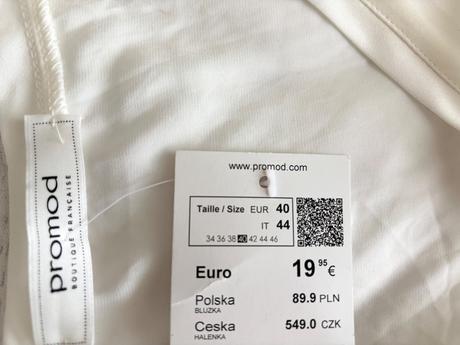 promod
BOUTIQUE FRANÇAISE
www.promod.com
Taille / Size EUR 40
IT 44
34 36 38 40 42 44 46
Euro 19 95 €
Polska 89.9 PLN
BLUZKA
Ceska 549.0 CZK
HALENKA